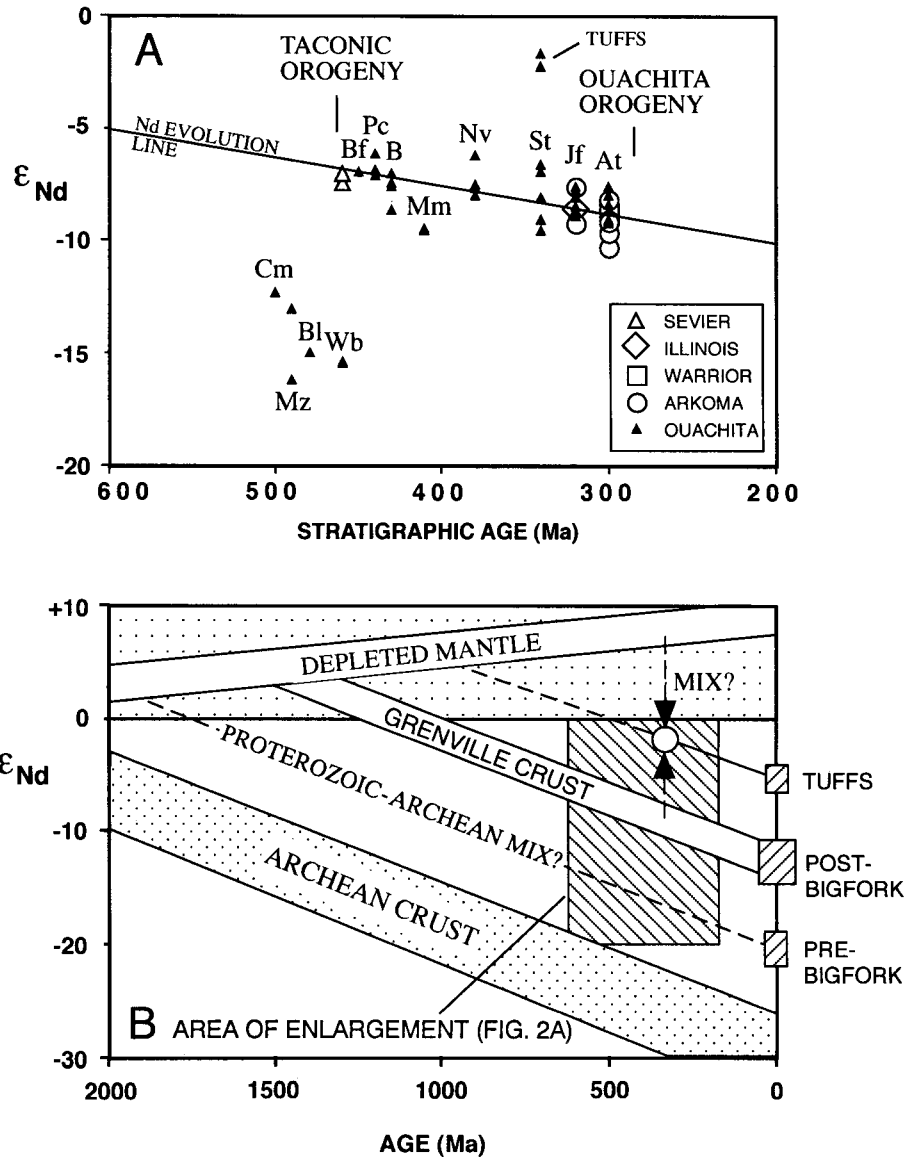 0
A
TUFFS
TACONIC
OROGENY
OUACHITA
OROGENY
-5
Nd EVOLUTION
LINE
Pc
Bf
B
Nv
St
Jf
At
εNd
Mm
-10
Cm
Bl
Wb
-15
Mz
SEVIER
ILLINOIS
WARRIOR
ARKOMA
OUACHITA
-20
600
500
400
300
200
STRATIGRAPHIC AGE (Ma)
+10
DEPLETED MANTLE
MIX?
0
GRENVILLE CRUST
εNd
PROTEROZOIC-ARCHEAN MIX?
TUFFS
-10
ARCHEAN CRUST
POST-
BIGFORK
-20
PRE-
BIGFORK
B
AREA OF ENLARGEMENT (FIG. 2A)
-30
2000
1500
1000
500
0
AGE (Ma)